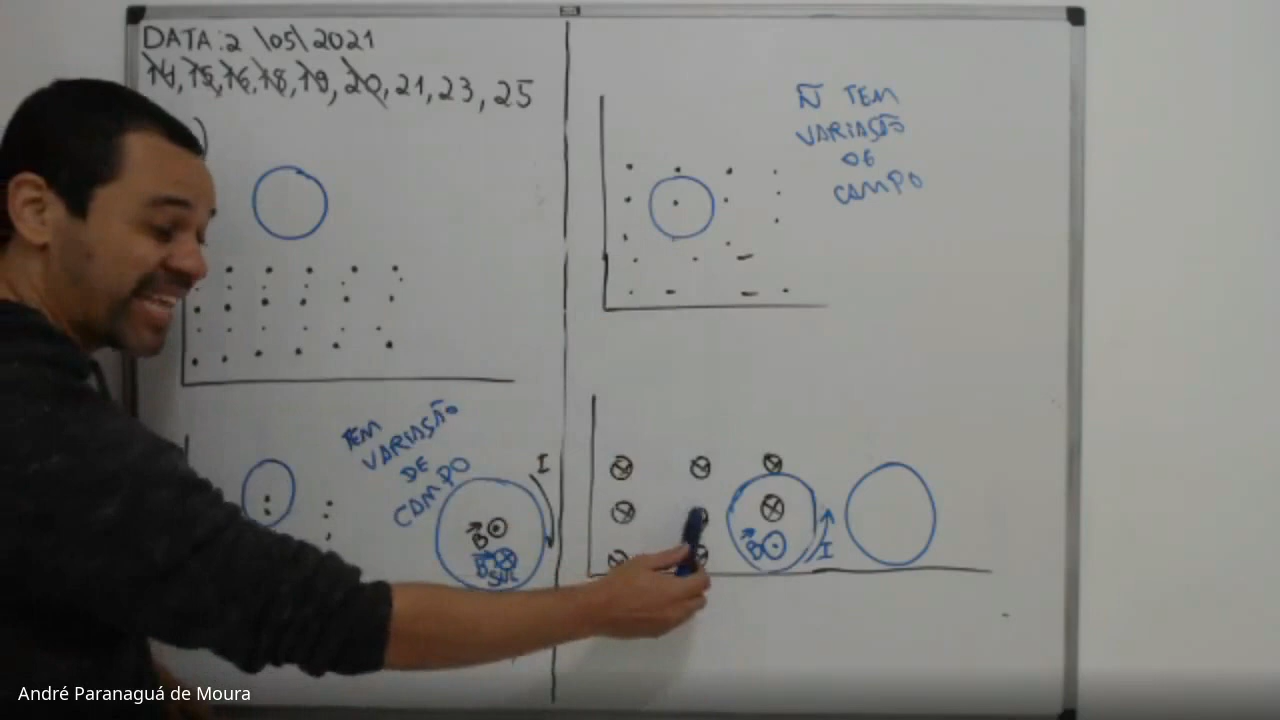 DATA: 2 \05\ 2021
14, 15, 16, 18, 19, 20, 21, 23, 25
Ñ TEM
VARIAÇÃO
DE
CAMPO
TEM
VARIAÇÃO
DE
CAMPO
I
B
B
I
B
André Paranaguá de Moura